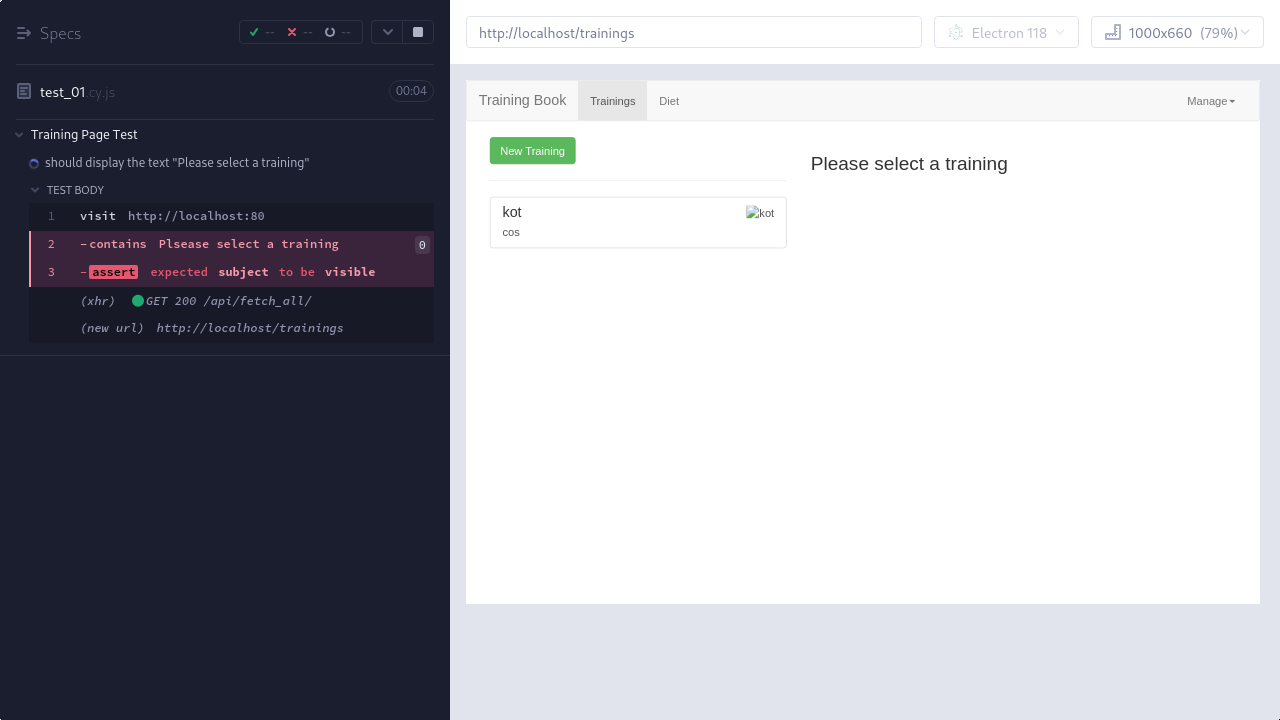 Specs
-- -- --
test_01.cy.js 00:04
Training Page Test
should display the text "Please select a training"
TEST BODY
1 visit http://localhost:80
2 -contains Plsease select a training 0
3 -assert expected subject to be visible
(xhr) GET 200 /api/fetch_all/
(new url) http://localhost/trainings
http://localhost/trainings Electron 118 1000x660 (79%)
Training Book Trainings Diet Manage
New Training
Please select a training
kot kot
cos